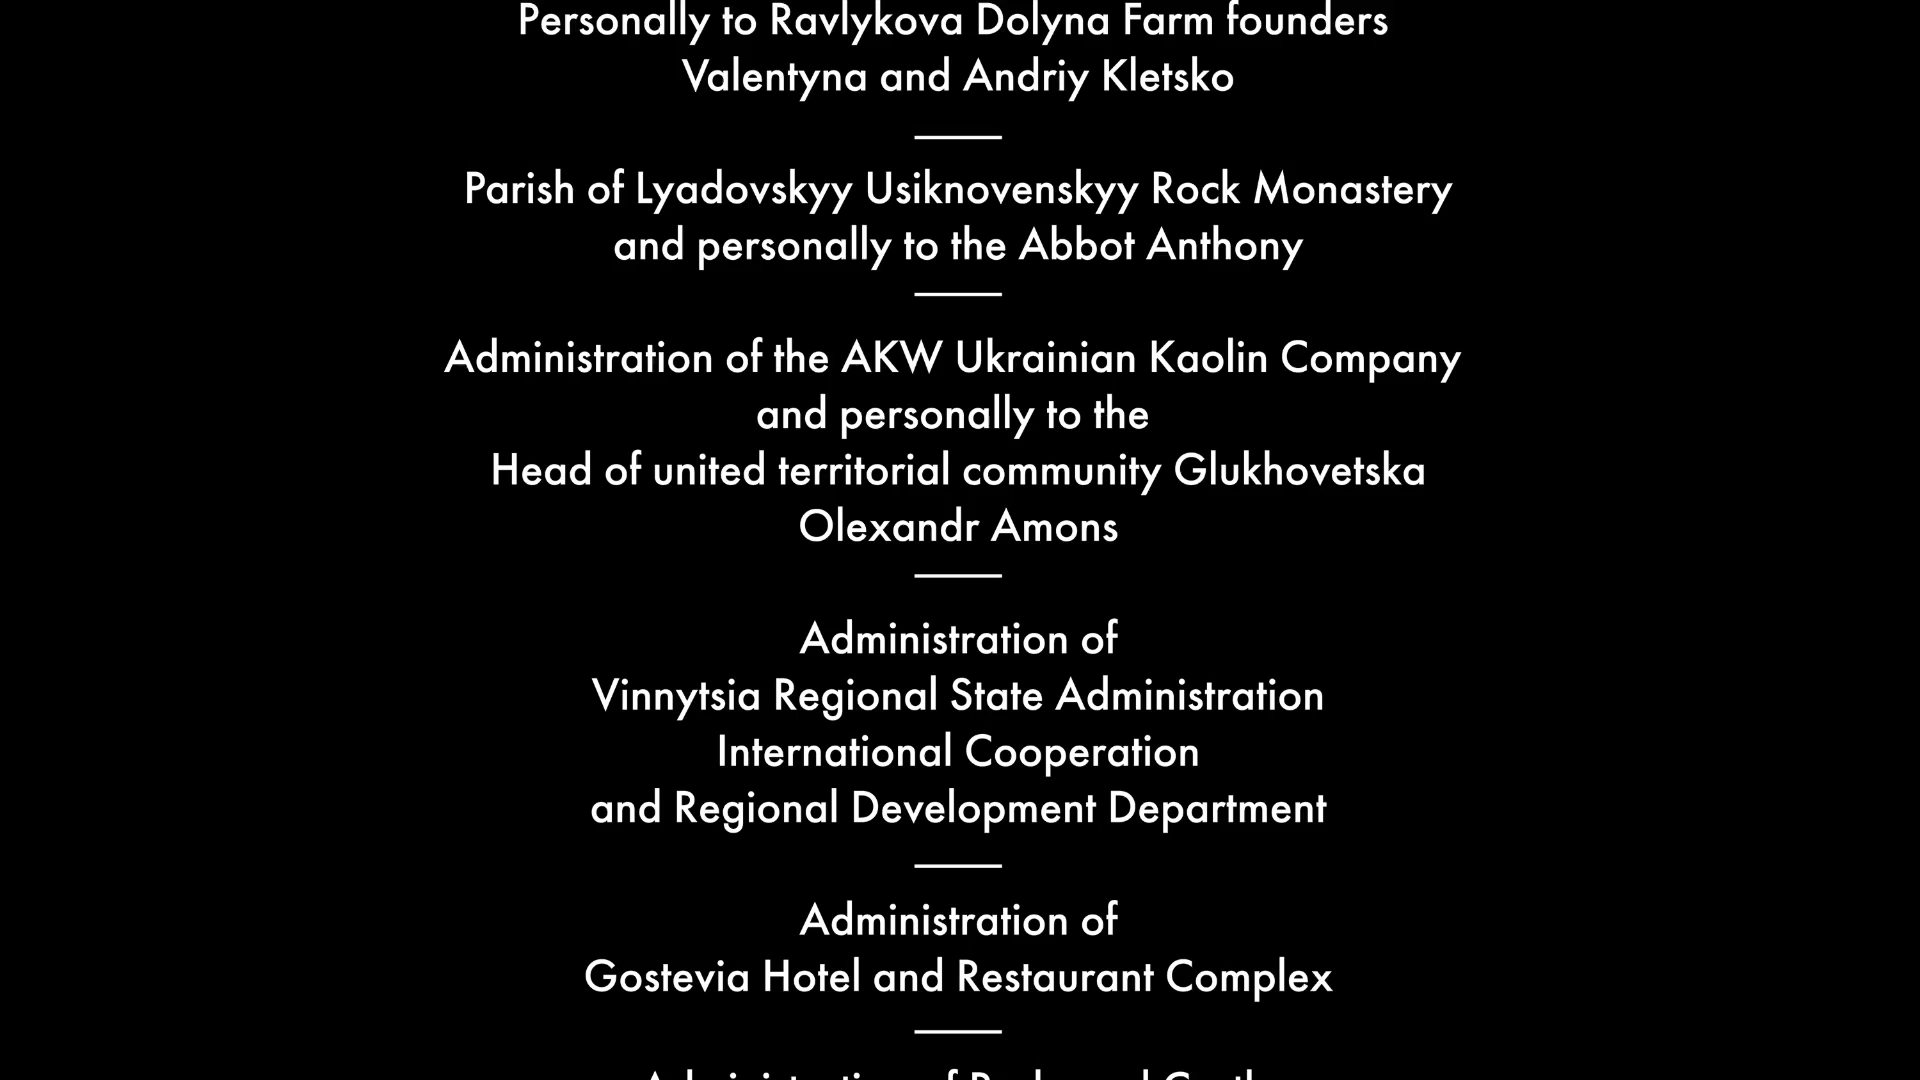 Personally to Ravlykova Dolyna Farm founders
Valentyna and Andriy Kletsko
Parish of Lyadovskyy Usiknovenskyy Rock Monastery
and personally to the Abbot Anthony
Administration of the AKW Ukrainian Kaolin Company
and personally to the
Head of united territorial community Glukhovetska
Olexandr Amons
Administration of
Vinnytsia Regional State Administration
International Cooperation
and Regional Development Department
Administration of
Gostevia Hotel and Restaurant Complex
Administration of